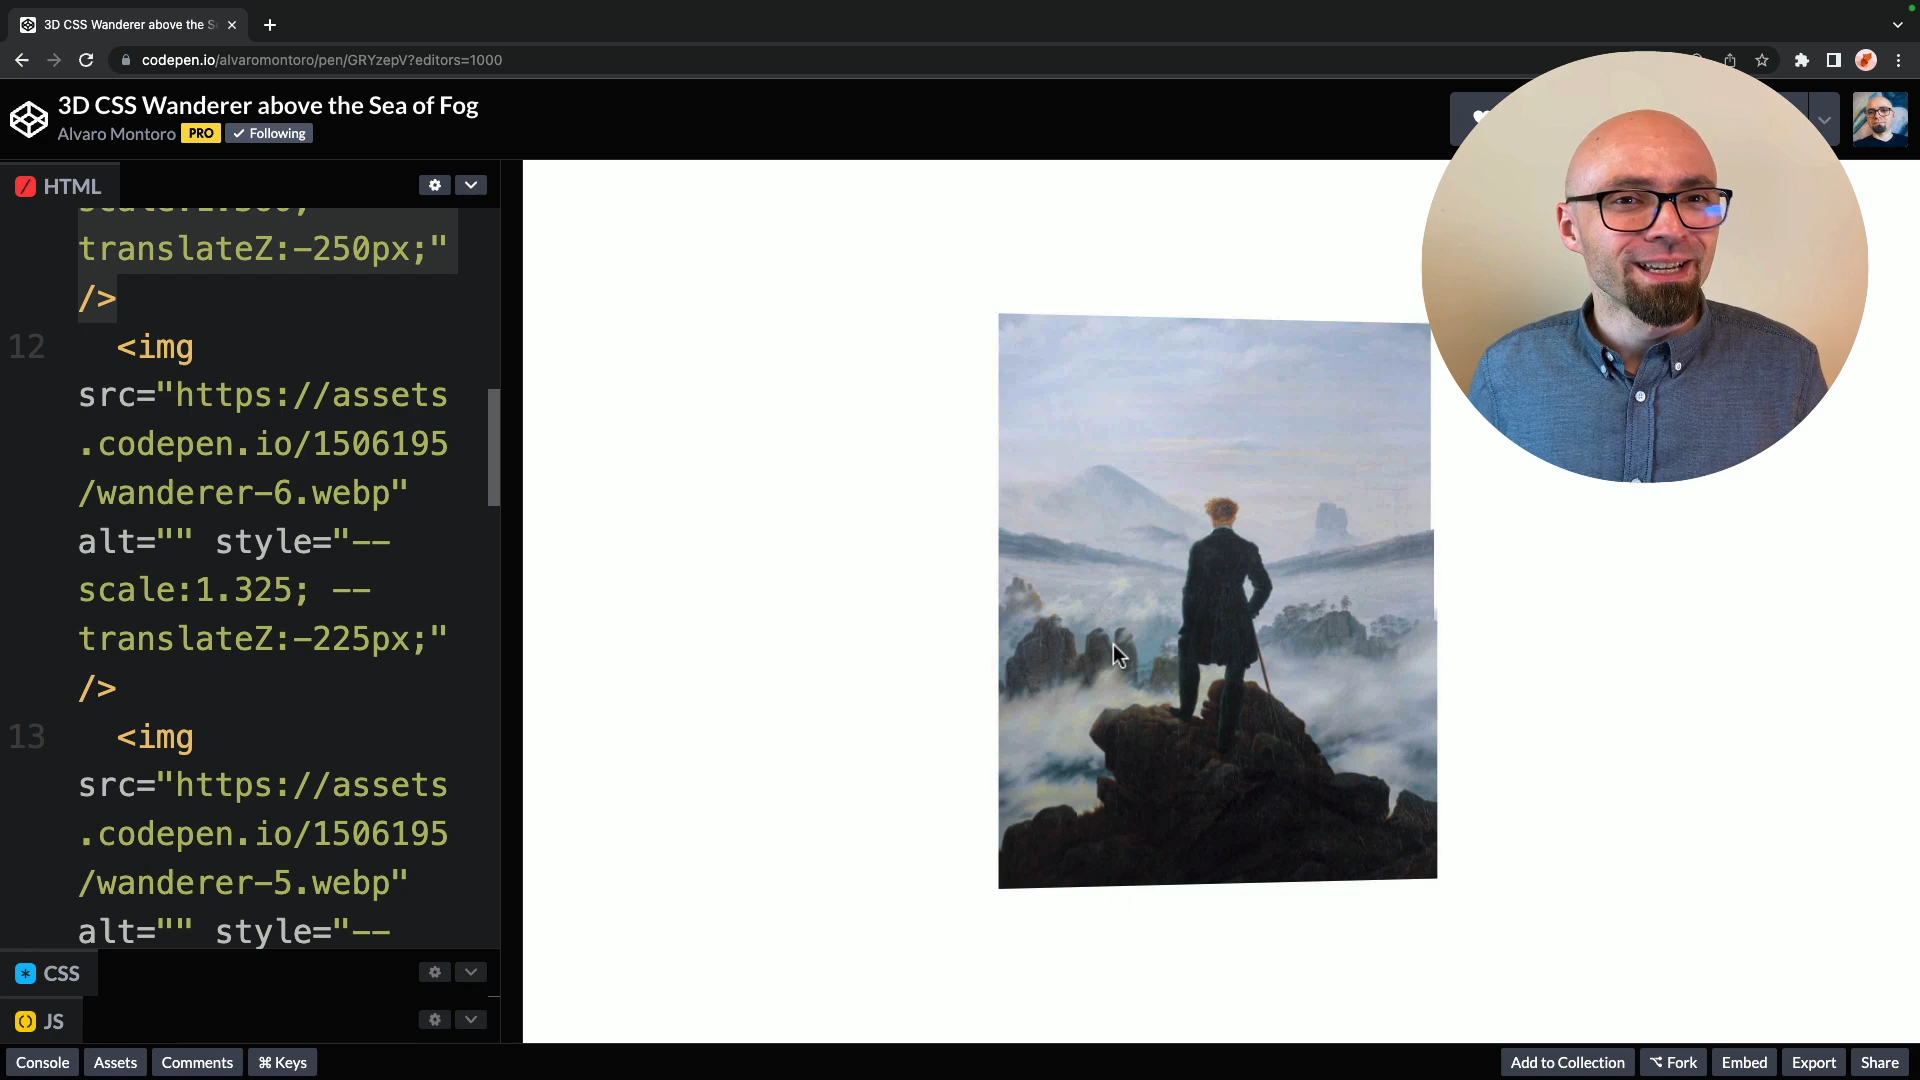 3D CSS Wanderer above the S
codepen.io/alvaromontoro/pen/GRYzepV?editors=1000
3D CSS Wanderer above the Sea of Fog
Alvaro Montoro PRO ✓ Following
HTML
translateZ:-250px;"
/>
12 <img
src="https://assets
.codepen.io/1506195
/wanderer-6.webp"
alt="" style="--
scale:1.325; --
translateZ:-225px;"
/>
13 <img
src="https://assets
.codepen.io/1506195
/wanderer-5.webp"
alt="" style="--
CSS
JS
Console Assets Comments ⌘ Keys Add to Collection ⌥ Fork Embed Export Share